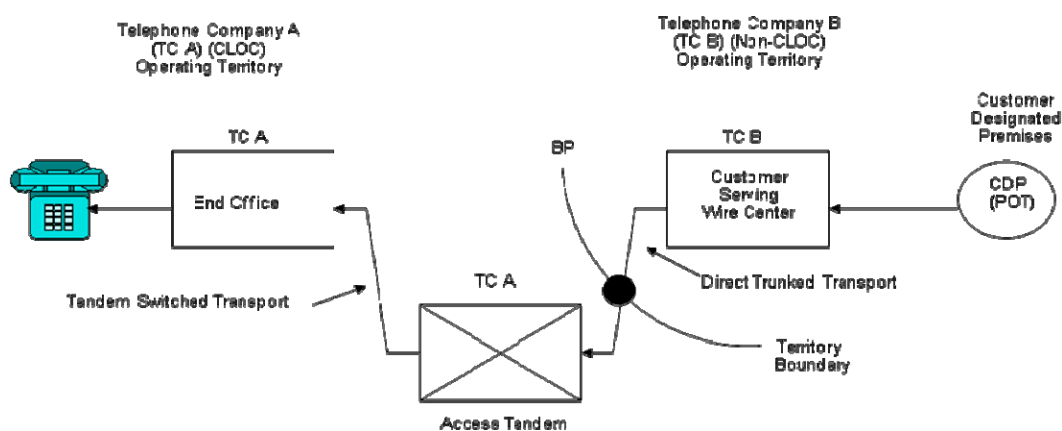 Telephone Company A
(TC A) (CLOC)
Operating Territory
Telephone Company B
(TC B) (Non-CLOC)
Operating Territory
Customer
Designated
Premises
TC A
BP
TC B
End Office
Customer
Serving
Wire Center
CDP
(POT)
Tandem Switched Transport
TC A
Direct Trunked Transport
Territory
Boundary
Access Tandem